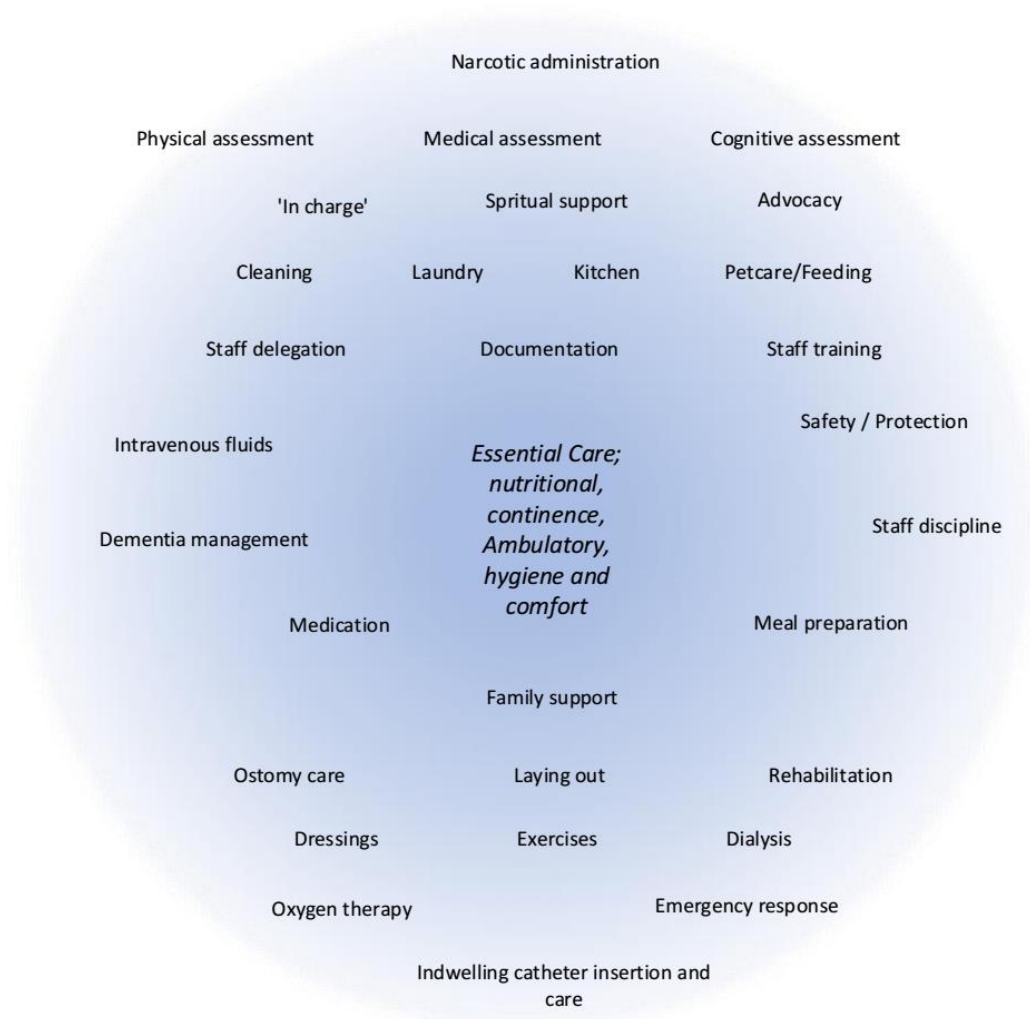 Narcotic administration
Physical assessment Medical assessment Cognitive assessment
'In charge' Spritual support Advocacy
Cleaning Laundry Kitchen Petcare/Feeding
Staff delegation Documentation Staff training
Safety / Protection
Intravenous fluids
Essential Care;
nutritional,
continence,
Ambulatory,
hygiene and
comfort
Staff discipline
Dementia management
Medication Meal preparation
Family support
Ostomy care Laying out Rehabilitation
Dressings Exercises Dialysis
Oxygen therapy Emergency response
Indwelling catheter insertion and
care